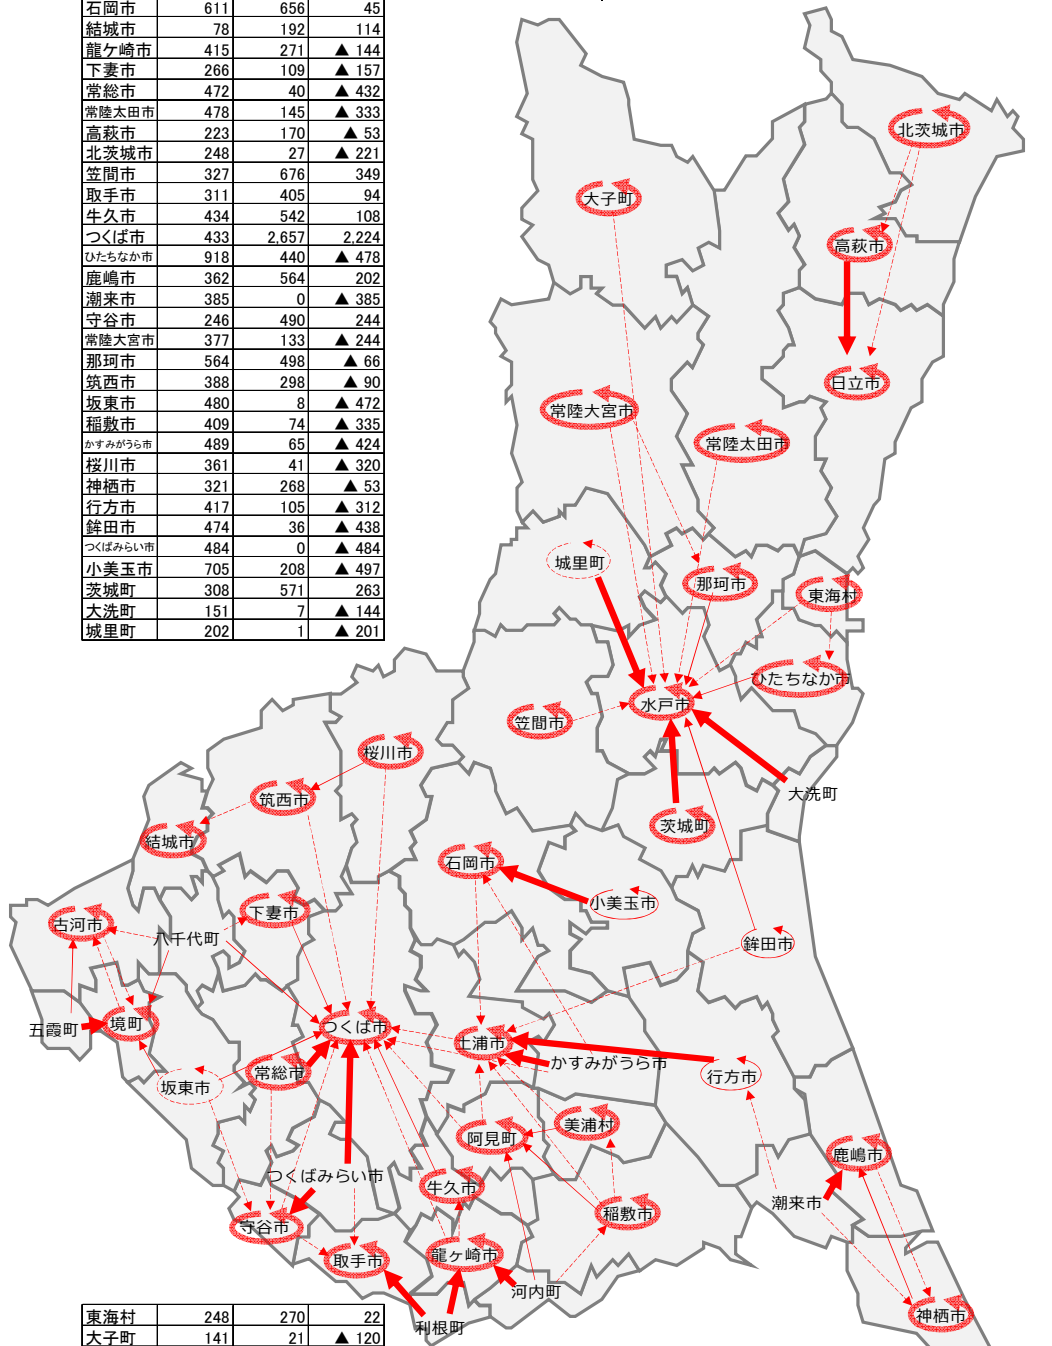 石岡市 611 656 45
結城市 78 192 114
龍ケ崎市 415 271 ▲ 144
下妻市 266 109 ▲ 157
常総市 472 40 ▲ 432
常陸太田市 478 145 ▲ 333
高萩市 223 170 ▲ 53
北茨城市 248 27 ▲ 221
笠間市 327 676 349
取手市 311 405 94
牛久市 434 542 108
つくば市 433 2,657 2,224
ひたちなか市 918 440 ▲ 478
鹿嶋市 362 564 202
潮来市 385 0 ▲ 385
守谷市 246 490 244
常陸大宮市 377 133 ▲ 244
那珂市 564 498 ▲ 66
筑西市 388 298 ▲ 90
坂東市 480 8 ▲ 472
稲敷市 409 74 ▲ 335
かすみがうら市 489 65 ▲ 424
桜川市 361 41 ▲ 320
神栖市 321 268 ▲ 53
行方市 417 105 ▲ 312
鉾田市 474 36 ▲ 438
つくばみらい市 484 0 ▲ 484
小美玉市 705 208 ▲ 497
茨城町 308 571 263
大洗町 151 7 ▲ 144
城里町 202 1 ▲ 201
北茨城市
大子町
高萩市
日立市
常陸大宮市
常陸太田市
城里町
那珂市
東海村
ひたちなか市
水戸市
笠間市
桜川市
大洗町
筑西市
茨城町
結城市
石岡市
小美玉市
下妻市
古河市
八千代町
鉾田市
五霞町
境町
つくば市
土浦市
かすみがうら市
常総市
行方市
坂東市
美浦村
阿見町
鹿嶋市
つくばみらい市
牛久市
潮来市
稲敷市
守谷市
取手市
龍ヶ崎市
河内町
神栖市
利根町
東海村 248 270 22
大子町 141 21 ▲ 120